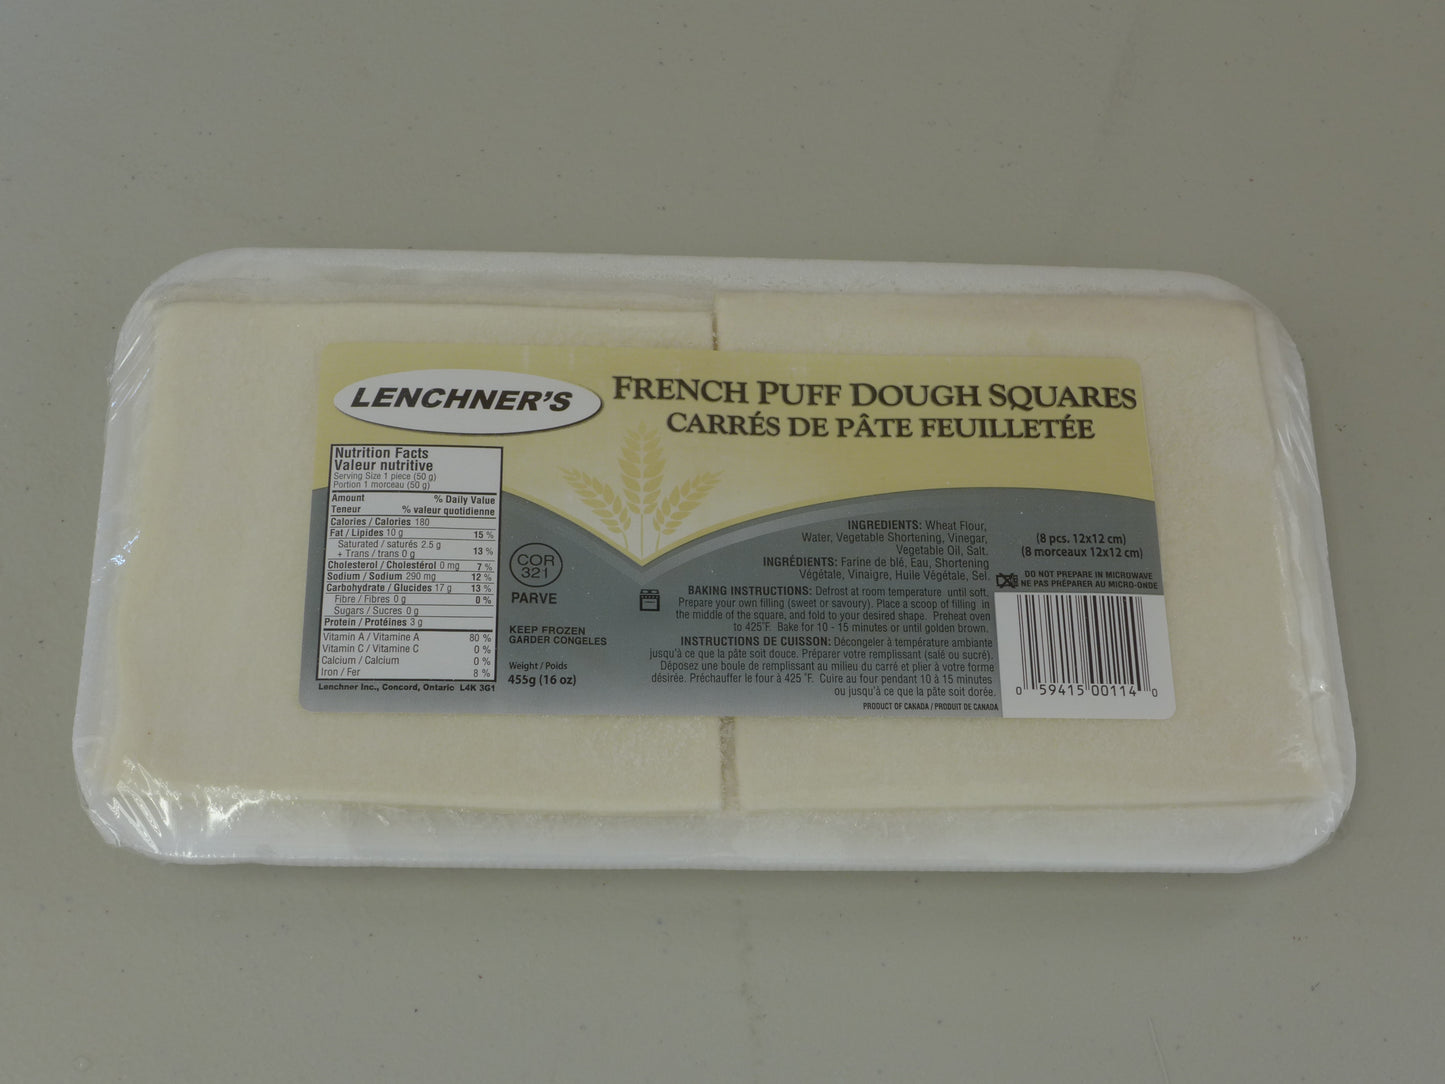 LENCHNER'S
FRENCH PUFF DOUGH SQUARES
CARRÉS DE PÂTE FEUILLETÉE
Nutrition Facts
Valeur nutritive
Serving Size 1 piece (50 g)
Portion 1 morceau (50 g)
Amount % Daily Value
Teneur % valeur quotidienne
Calories / Calories 180
Fat / Lipides 10 g 15 %
Saturated / saturés 2.5 g
+ Trans / trans 0 g 13 %
Cholesterol / Cholestérol 0 mg 7 %
Sodium / Sodium 290 mg 12 %
Carbohydrate / Glucides 17 g 13 %
Fibre / Fibres 0 g 0 %
Sugars / Sucres 0 g
Protein / Protéines 3 g
Vitamin A / Vitamine A 80 %
Vitamin C / Vitamine C 0 %
Calcium / Calcium 0 %
Iron / Fer 8 %
Lenchner Inc., Concord, Ontario L4K 3G1
COR
321
PARVE
KEEP FROZEN
GARDER CONGELES
Weight / Poids
455g (16 oz)
INGREDIENTS: Wheat Flour,
Water, Vegetable Shortening, Vinegar,
Vegetable Oil, Salt.
INGRÉDIENTS: Farine de blé, Eau, Shortening
Végétale, Vinaigre, Huile Végétale, Sel.
BAKING INSTRUCTIONS: Defrost at room temperature until soft.
Prepare your own filling (sweet or savoury). Place a scoop of filling in
the middle of the square, and fold to your desired shape. Preheat oven
to 425˚F. Bake for 10 - 15 minutes or until golden brown.
INSTRUCTIONS DE CUISSON: Décongeler à température ambiante
jusqu'à ce que la pâte soit douce. Préparer votre remplissant (salé ou sucré).
Déposez une boule de remplissant au milieu du carré et plier à votre forme
désirée. Préchauffer le four à 425 ˚F. Cuire au four pendant 10 à 15 minutes
ou jusqu'à ce que la pâte soit dorée.
PRODUCT OF CANADA / PRODUIT DE CANADA
(8 pcs. 12x12 cm)
(8 morceaux 12x12 cm)
DO NOT PREPARE IN MICROWAVE
NE PAS PRÉPARER AU MICRO-ONDE
0 59415 00114 0